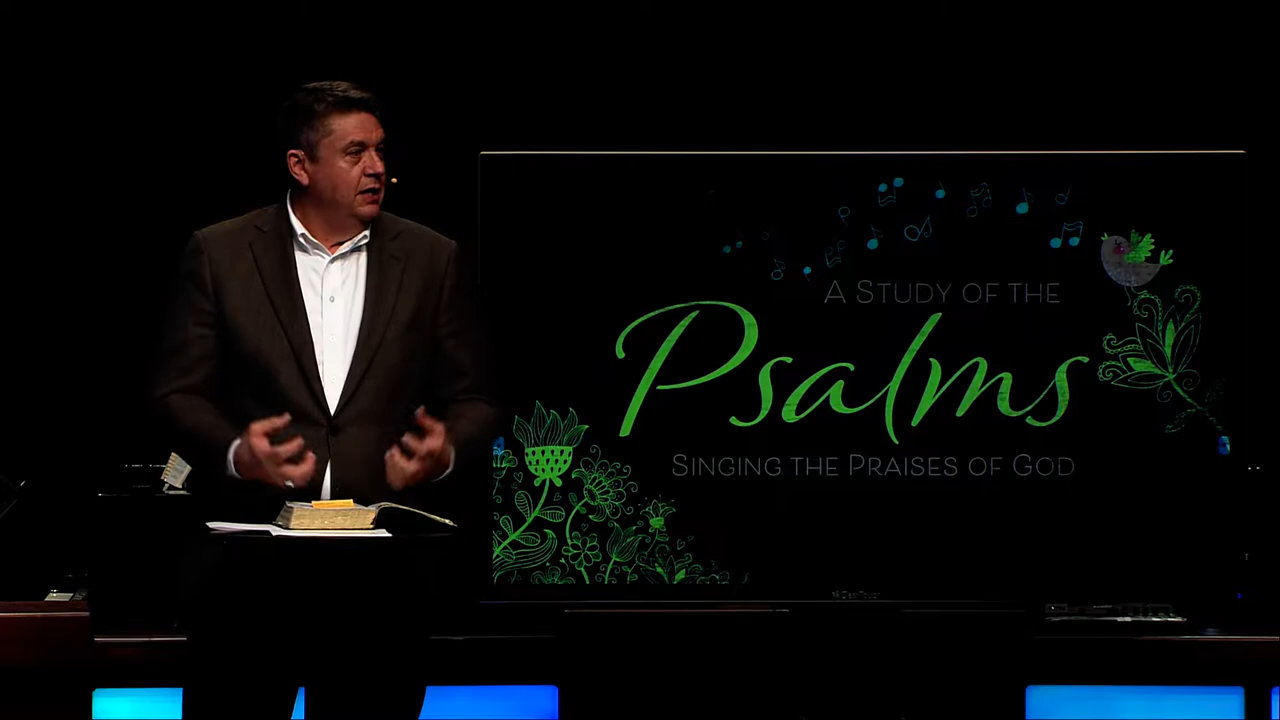 A STUDY OF THE
Psalms
SINGING THE PRAISES OF GOD